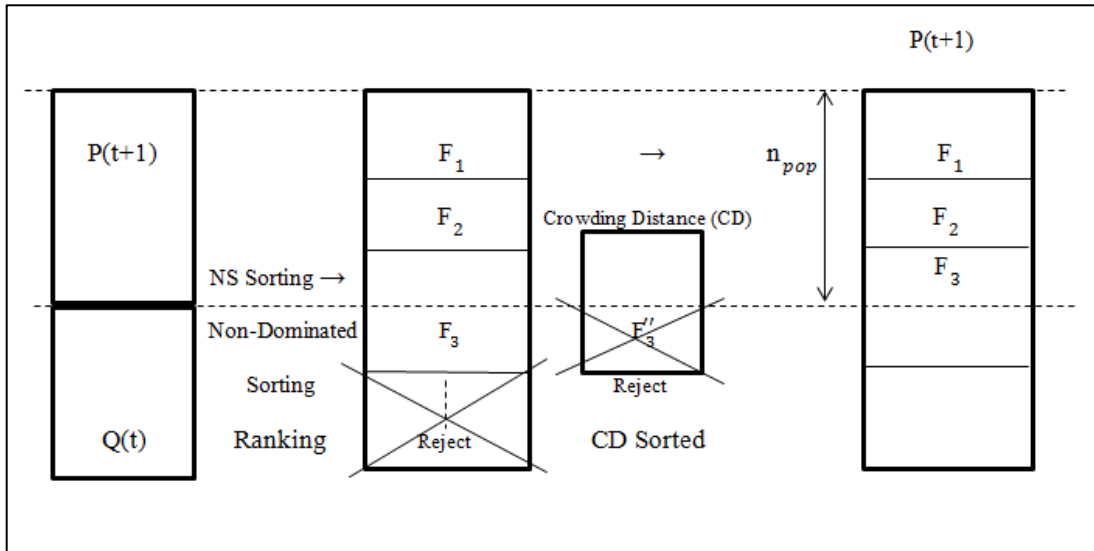 P(t+1)
P(t+1)
F₁
→
n_pop
F₁
F₂
Crowding Distance (CD)
F₂
NS Sorting →
F₃
Non-Dominated
F₃
F₃″
Sorting
Reject
Q(t)
Ranking
Reject
CD Sorted